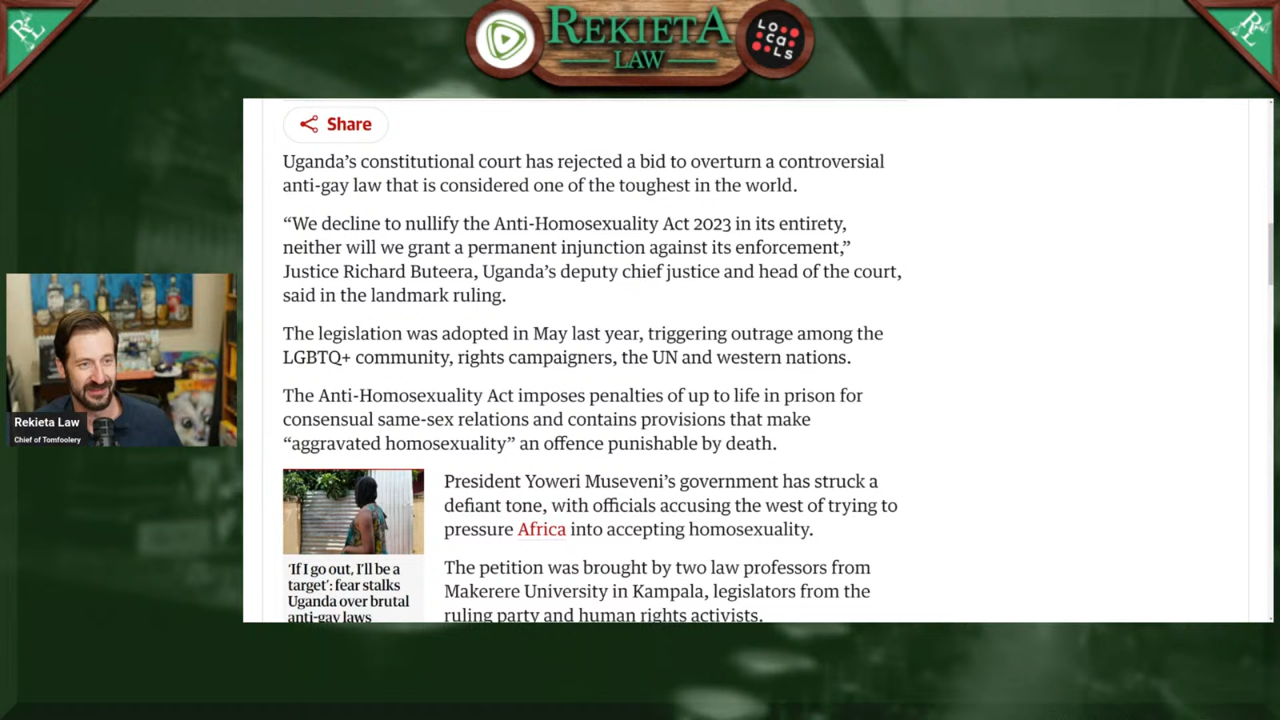 RL
REKIETA
LAW
LOCALS
RL
Share
Uganda’s constitutional court has rejected a bid to overturn a controversial
anti-gay law that is considered one of the toughest in the world.
“We decline to nullify the Anti-Homosexuality Act 2023 in its entirety,
neither will we grant a permanent injunction against its enforcement,”
Justice Richard Buteera, Uganda’s deputy chief justice and head of the court,
said in the landmark ruling.
The legislation was adopted in May last year, triggering outrage among the
LGBTQ+ community, rights campaigners, the UN and western nations.
The Anti-Homosexuality Act imposes penalties of up to life in prison for
consensual same-sex relations and contains provisions that make
“aggravated homosexuality” an offence punishable by death.
Rekieta Law
Chief of Tomfoolery
‘If I go out, I’ll be a
target’: fear stalks
Uganda over brutal
anti-gay laws
President Yoweri Museveni’s government has struck a
defiant tone, with officials accusing the west of trying to
pressure Africa into accepting homosexuality.
The petition was brought by two law professors from
Makerere University in Kampala, legislators from the
ruling party and human rights activists.